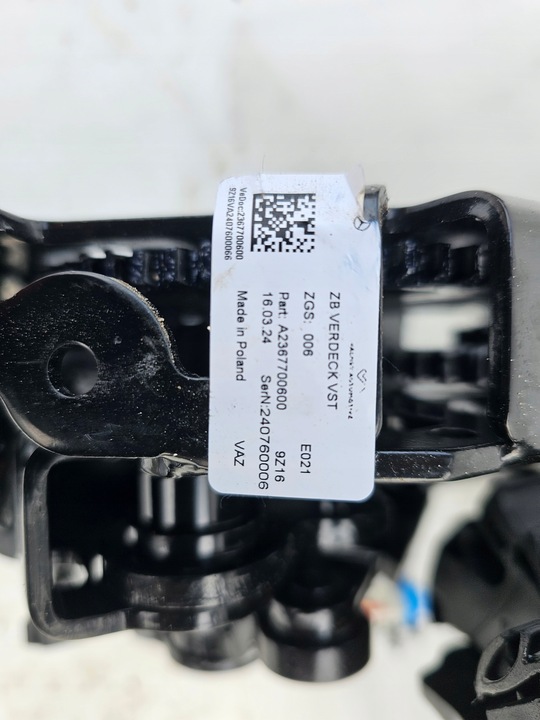 VeDoc:2367700600
9Z16VA2407600066
ZB VERDECK VST
ZGS: 006 E021
Part: A2367700600 9Z16
16.03.24 SerN:240760006
Made in Poland VAZ